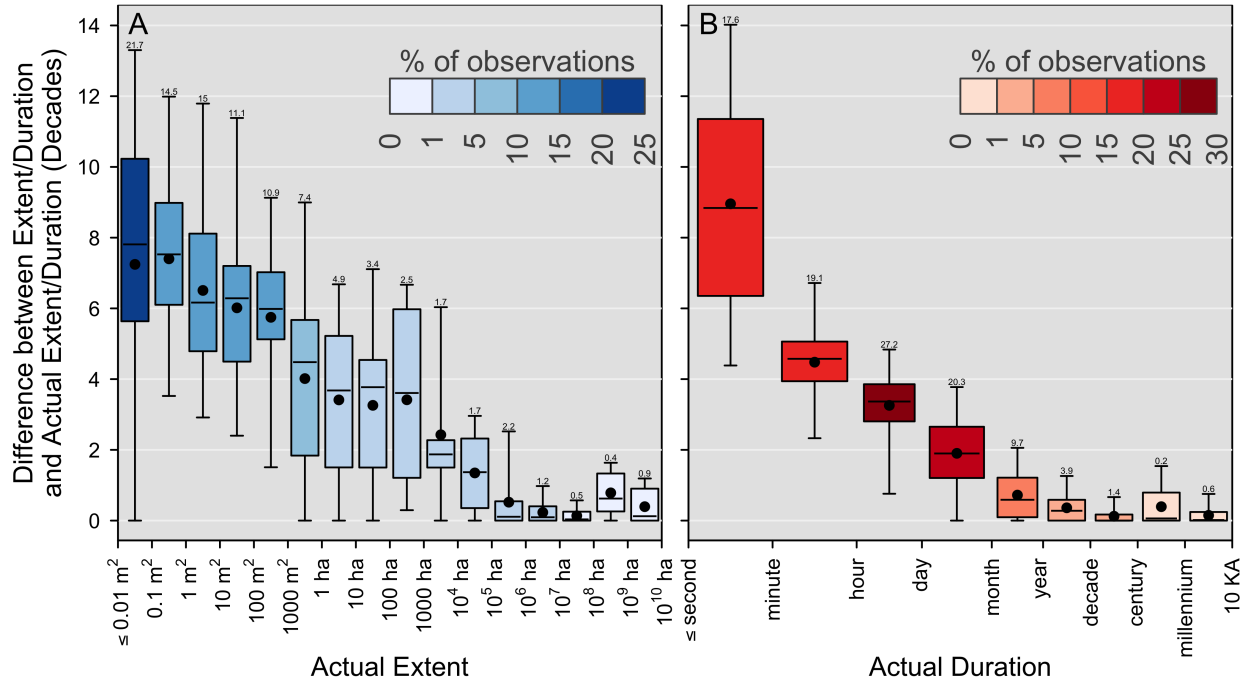 Difference between Extent/Duration
and Actual Extent/Duration (Decades)
14
12
10
8
6
4
2
0
A
% of observations
0
1
5
10
15
20
25
21.7
14.5
15
11.1
10.9
7.4
4.9
3.4
2.5
1.7
1.7
2.2
1.2
0.5
0.4
0.9
≤ 0.01 m²
0.1 m²
1 m²
10 m²
100 m²
1000 m²
1 ha
10 ha
100 ha
1000 ha
10⁴ ha
10⁵ ha
10⁶ ha
10⁷ ha
10⁸ ha
10⁹ ha
10¹⁰ ha
Actual Extent
B
% of observations
0
1
5
10
15
20
25
30
17.6
19.1
27.2
20.3
9.7
3.9
1.4
0.2
0.6
≤ second
minute
hour
day
month
year
decade
century
millennium
10 KA
Actual Duration